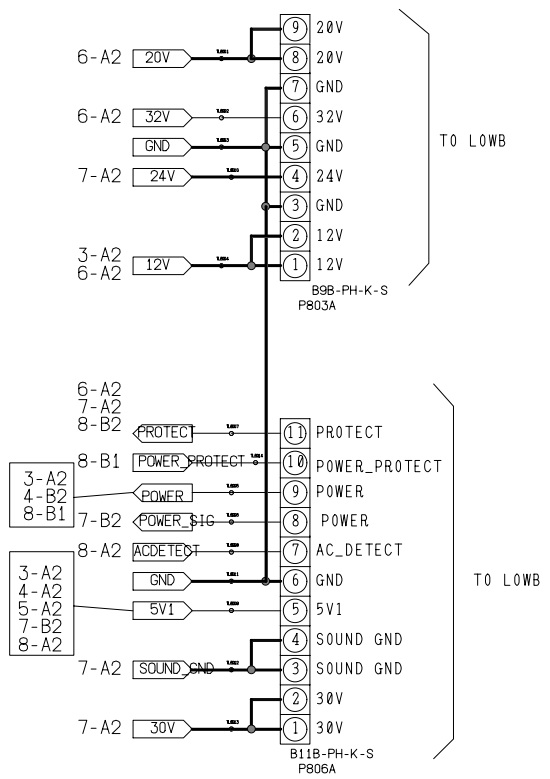 9 20V
6-A2 20V 8 20V
7 GND
6-A2 32V 6 32V
GND 5 GND
7-A2 24V 4 24V
3 GND
2 12V
3-A2
6-A2 12V 1 12V
TO LOWB
B9B-PH-K-S
P803A
6-A2
7-A2
8-B2 PROTECT 11 PROTECT
8-B1 POWER_PROTECT 10 POWER_PROTECT
3-A2
4-B2
8-B1
POWER 9 POWER
7-B2 POWER_SIG 8 POWER
8-A2 ACDETECT 7 AC_DETECT
GND 6 GND
3-A2
4-A2
5-A2
7-B2
8-A2
5V1 5 5V1
4 SOUND GND
7-A2 SOUND_GND 3 SOUND GND
2 30V
7-A2 30V 1 30V
TO LOWB
B11B-PH-K-S
P806A